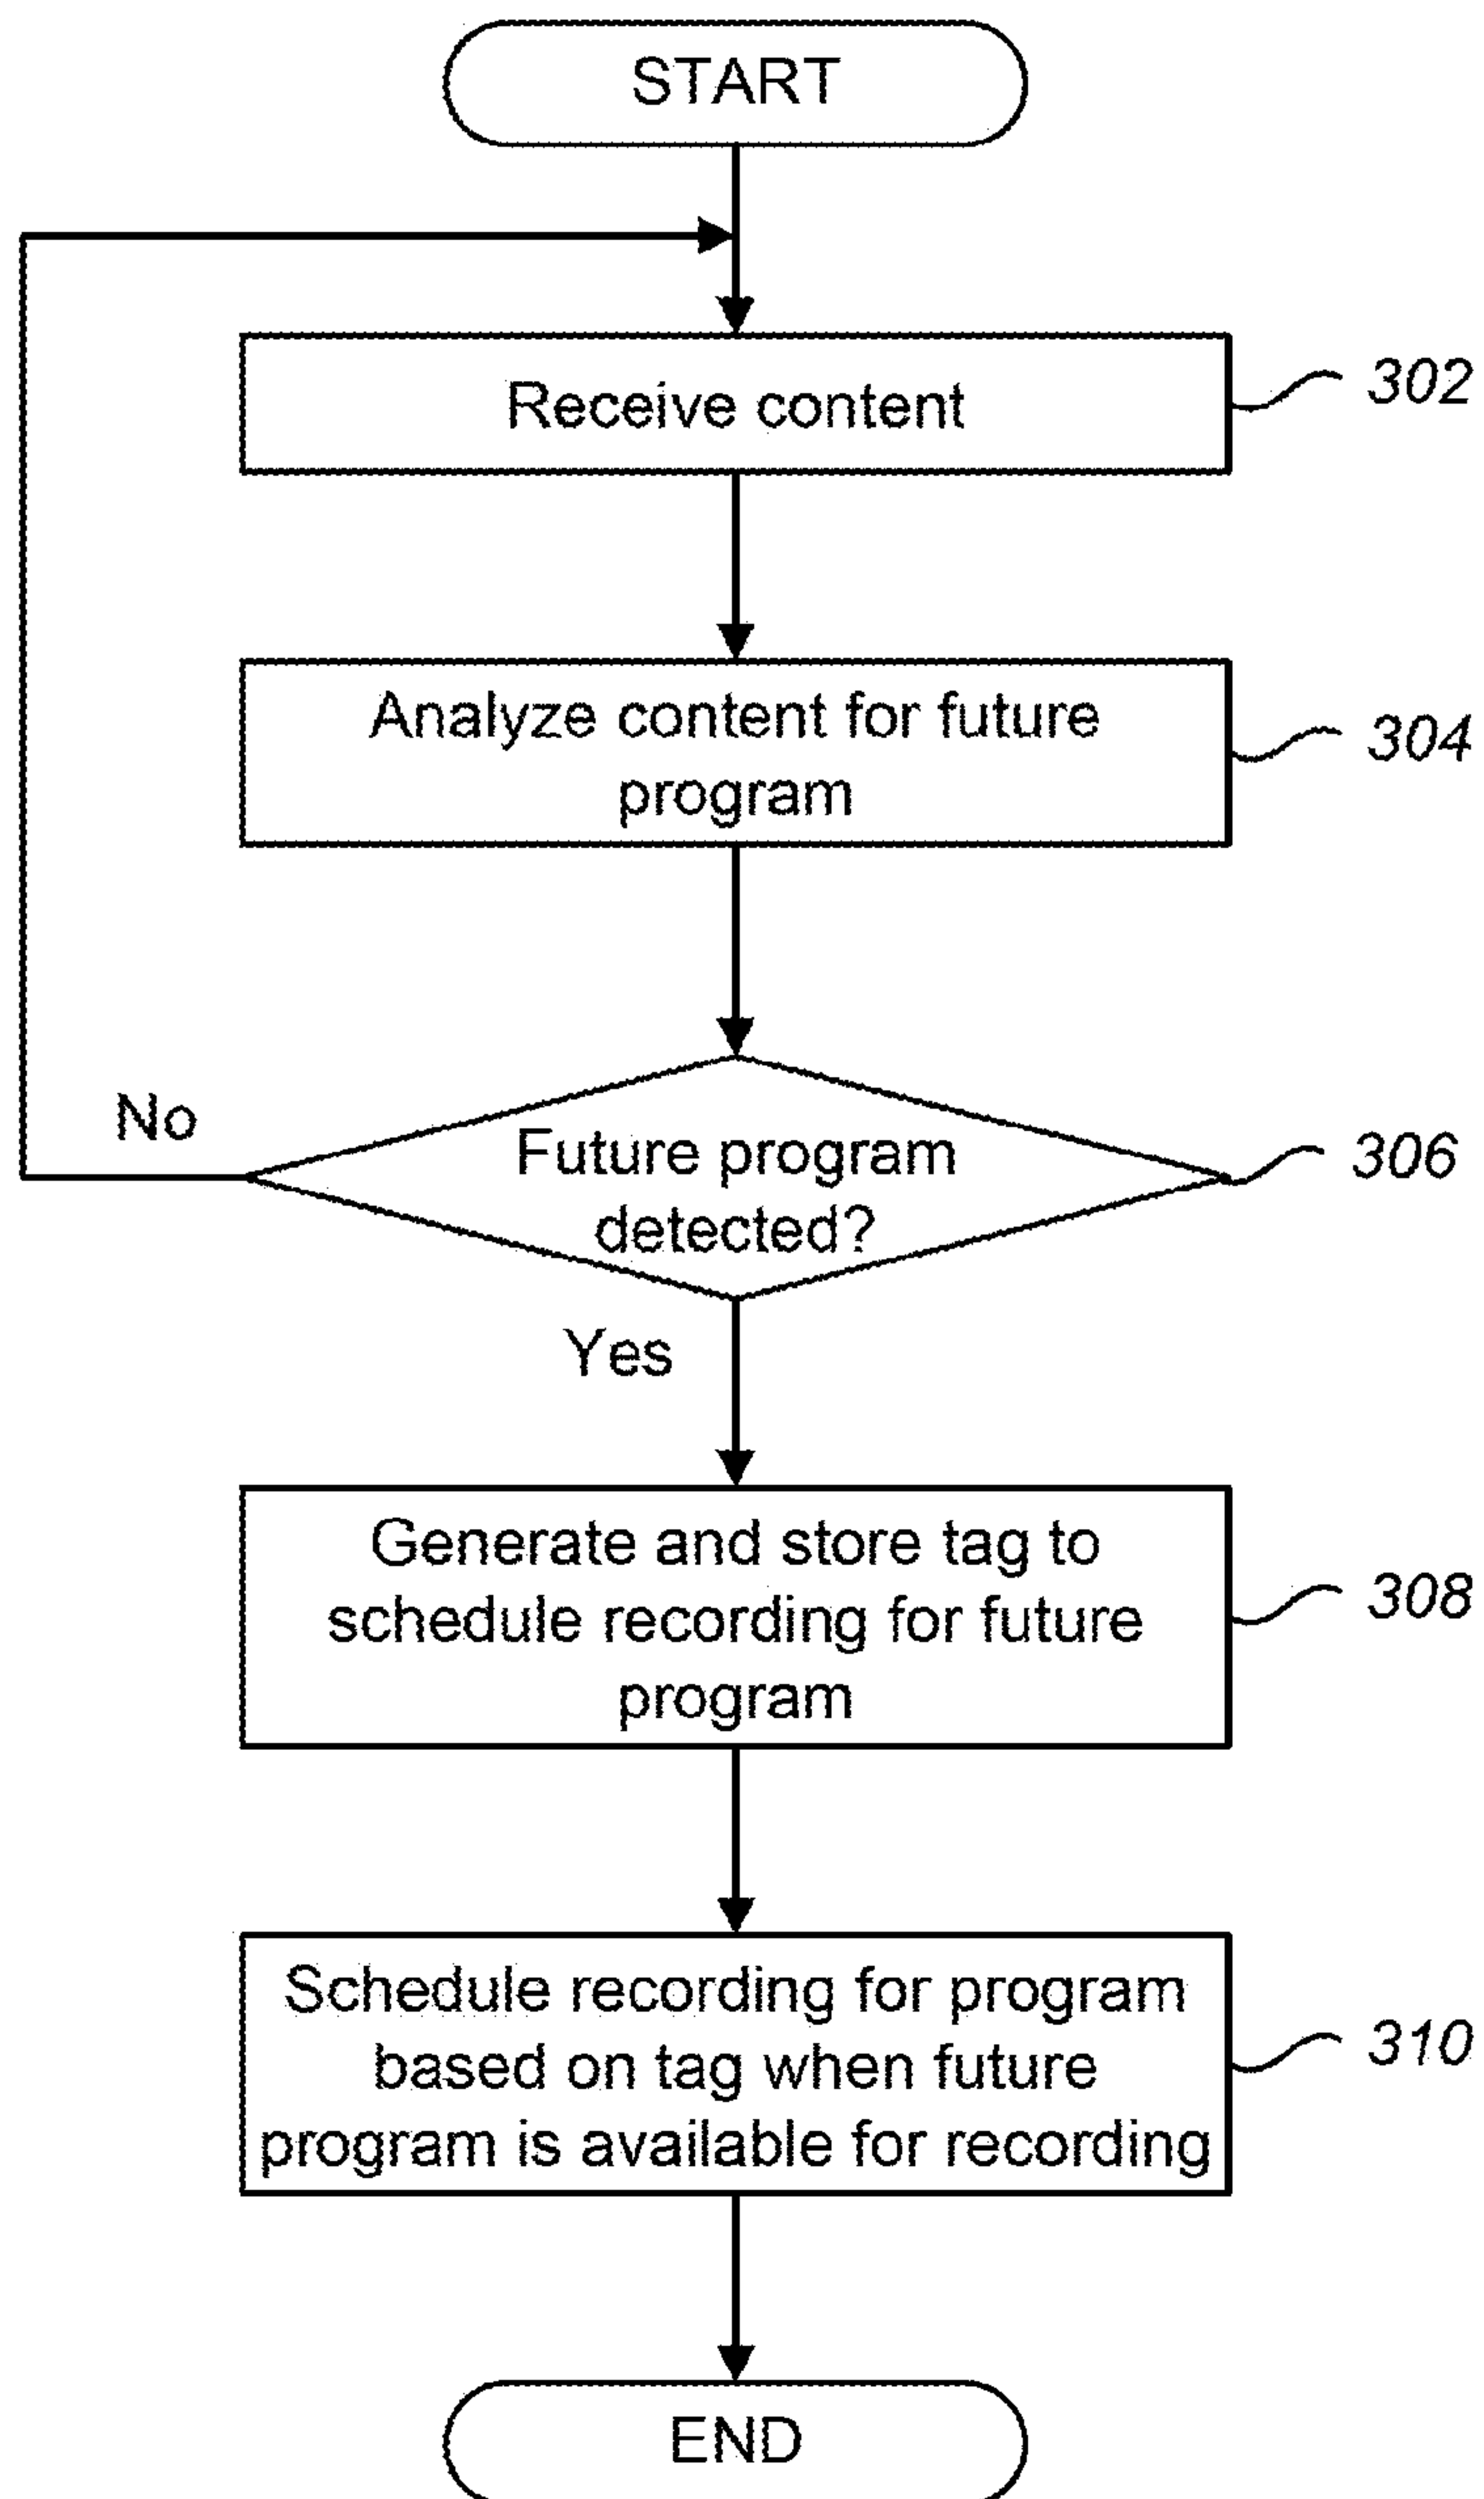 START
Receive content
302
Analyze content for future
program
304
No
Future program
detected?
306
Yes
Generate and store tag to
schedule recording for future
program
308
Schedule recording for program
based on tag when future
program is available for recording
310
END